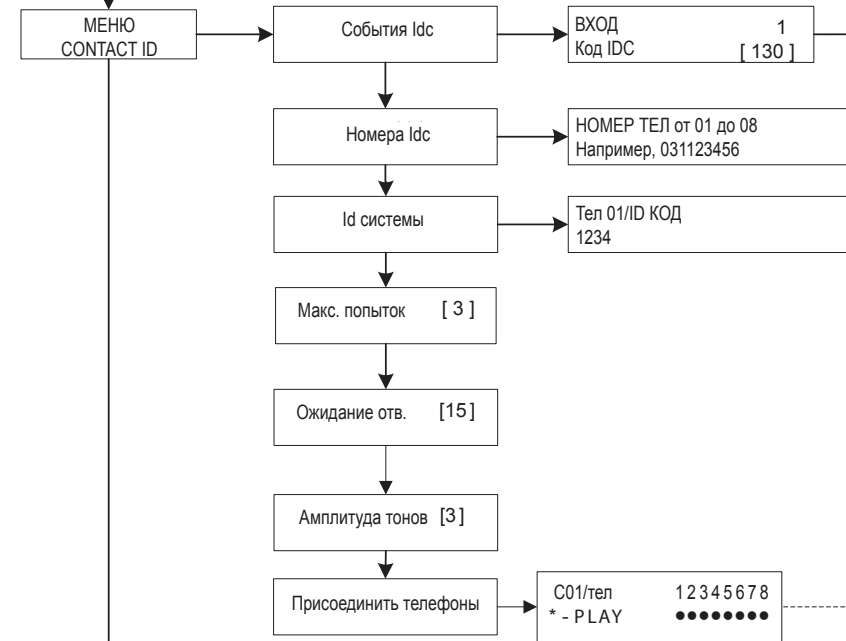 МЕНЮ
CONTACT ID
События Idc
ВХОД 1
Код IDC [ 130 ]
Номера Idc
НОМЕР ТЕЛ от 01 до 08
Например, 031123456
Id системы
Тел 01/ID КОД
1234
Макс. попыток [ 3 ]
Ожидание отв. [15]
Амплитуда тонов [3]
Присоединить телефоны
С01/тел 12345678
* - PLAY ●●●●●●●●